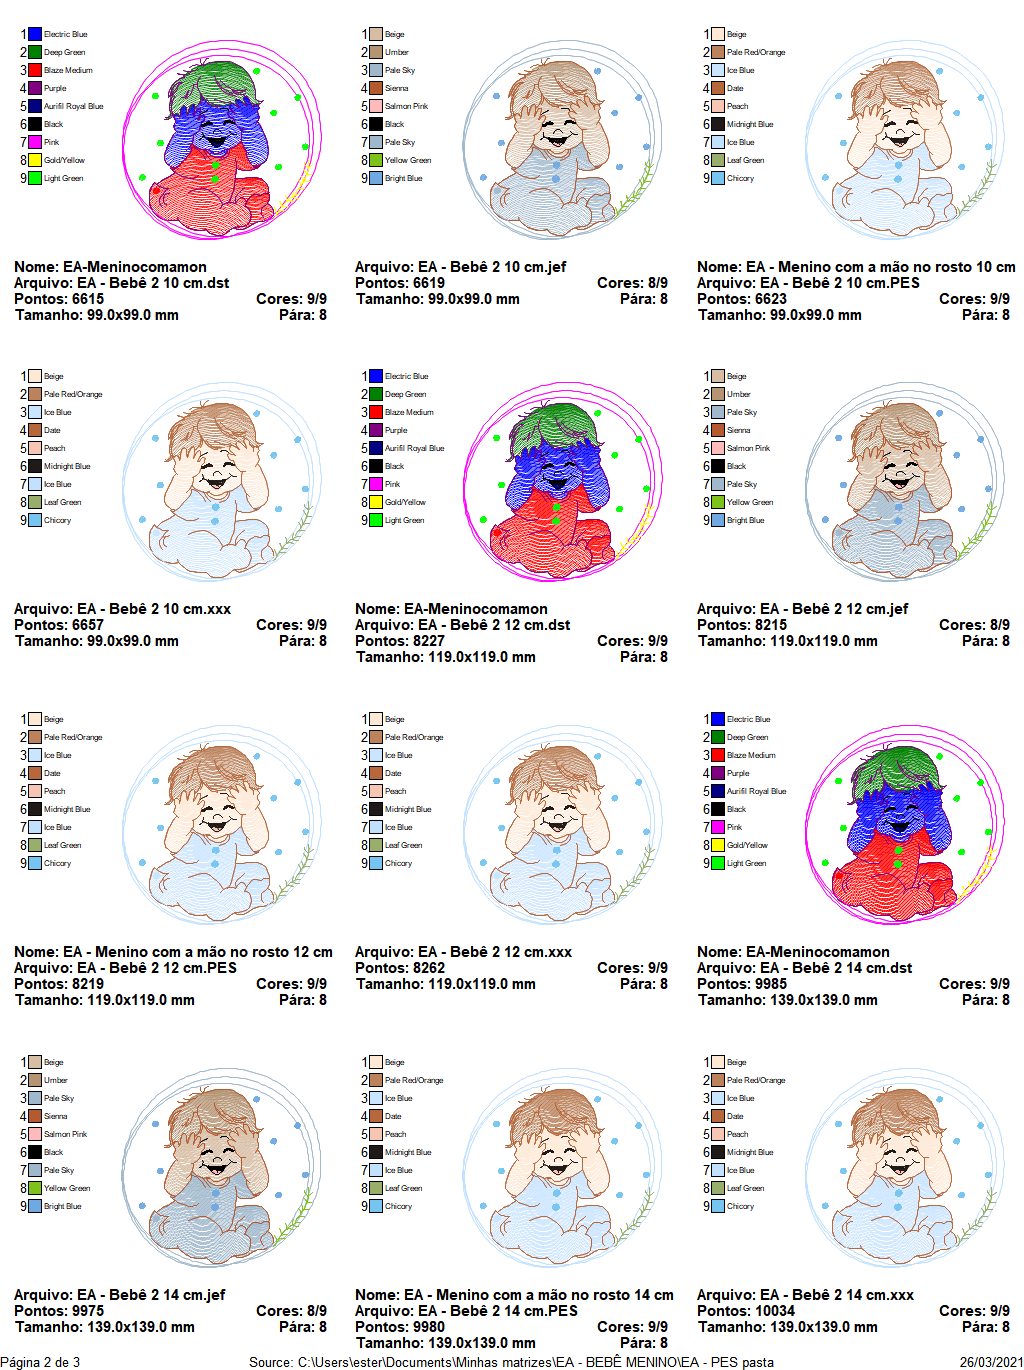 1 Electric Blue
2 Deep Green
3 Blaze Medium
4 Purple
5 Aurifil Royal Blue
6 Black
7 Pink
8 Gold/Yellow
9 Light Green
Nome: EA-Meninocomamon
Arquivo: EA - Bebê 2 10 cm.dst
Pontos: 6615 Cores: 9/9
Tamanho: 99.0x99.0 mm Pára: 8
1 Beige
2 Umber
3 Pale Sky
4 Sienna
5 Salmon Pink
6 Black
7 Pale Sky
8 Yellow Green
9 Bright Blue
Arquivo: EA - Bebê 2 10 cm.jef
Pontos: 6619 Cores: 8/9
Tamanho: 99.0x99.0 mm Pára: 8
1 Beige
2 Pale Red/Orange
3 Ice Blue
4 Date
5 Peach
6 Midnight Blue
7 Ice Blue
8 Leaf Green
9 Chicory
Nome: EA - Menino com a mão no rosto 10 cm
Arquivo: EA - Bebê 2 10 cm.PES
Pontos: 6623 Cores: 9/9
Tamanho: 99.0x99.0 mm Pára: 8
1 Beige
2 Pale Red/Orange
3 Ice Blue
4 Date
5 Peach
6 Midnight Blue
7 Ice Blue
8 Leaf Green
9 Chicory
Arquivo: EA - Bebê 2 10 cm.xxx
Pontos: 6657 Cores: 9/9
Tamanho: 99.0x99.0 mm Pára: 8
1 Electric Blue
2 Deep Green
3 Blaze Medium
4 Purple
5 Aurifil Royal Blue
6 Black
7 Pink
8 Gold/Yellow
9 Light Green
Nome: EA-Meninocomamon
Arquivo: EA - Bebê 2 12 cm.dst
Pontos: 8227 Cores: 9/9
Tamanho: 119.0x119.0 mm Pára: 8
1 Beige
2 Umber
3 Pale Sky
4 Sienna
5 Salmon Pink
6 Black
7 Pale Sky
8 Yellow Green
9 Bright Blue
Arquivo: EA - Bebê 2 12 cm.jef
Pontos: 8215 Cores: 8/9
Tamanho: 119.0x119.0 mm Pára: 8
1 Beige
2 Pale Red/Orange
3 Ice Blue
4 Date
5 Peach
6 Midnight Blue
7 Ice Blue
8 Leaf Green
9 Chicory
Nome: EA - Menino com a mão no rosto 12 cm
Arquivo: EA - Bebê 2 12 cm.PES
Pontos: 8219 Cores: 9/9
Tamanho: 119.0x119.0 mm Pára: 8
1 Beige
2 Pale Red/Orange
3 Ice Blue
4 Date
5 Peach
6 Midnight Blue
7 Ice Blue
8 Leaf Green
9 Chicory
Arquivo: EA - Bebê 2 12 cm.xxx
Pontos: 8262 Cores: 9/9
Tamanho: 119.0x119.0 mm Pára: 8
1 Electric Blue
2 Deep Green
3 Blaze Medium
4 Purple
5 Aurifil Royal Blue
6 Black
7 Pink
8 Gold/Yellow
9 Light Green
Nome: EA-Meninocomamon
Arquivo: EA - Bebê 2 14 cm.dst
Pontos: 9985 Cores: 9/9
Tamanho: 139.0x139.0 mm Pára: 8
1 Beige
2 Umber
3 Pale Sky
4 Sienna
5 Salmon Pink
6 Black
7 Pale Sky
8 Yellow Green
9 Bright Blue
Arquivo: EA - Bebê 2 14 cm.jef
Pontos: 9975 Cores: 8/9
Tamanho: 139.0x139.0 mm Pára: 8
1 Beige
2 Pale Red/Orange
3 Ice Blue
4 Date
5 Peach
6 Midnight Blue
7 Ice Blue
8 Leaf Green
9 Chicory
Nome: EA - Menino com a mão no rosto 14 cm
Arquivo: EA - Bebê 2 14 cm.PES
Pontos: 9980 Cores: 9/9
Tamanho: 139.0x139.0 mm Pára: 8
1 Beige
2 Pale Red/Orange
3 Ice Blue
4 Date
5 Peach
6 Midnight Blue
7 Ice Blue
8 Leaf Green
9 Chicory
Arquivo: EA - Bebê 2 14 cm.xxx
Pontos: 10034 Cores: 9/9
Tamanho: 139.0x139.0 mm Pára: 8
Página 2 de 3 Source: C:\Users\ester\Documents\Minhas matrizes\EA - BEBÊ MENINO\EA - PES pasta 26/03/2021